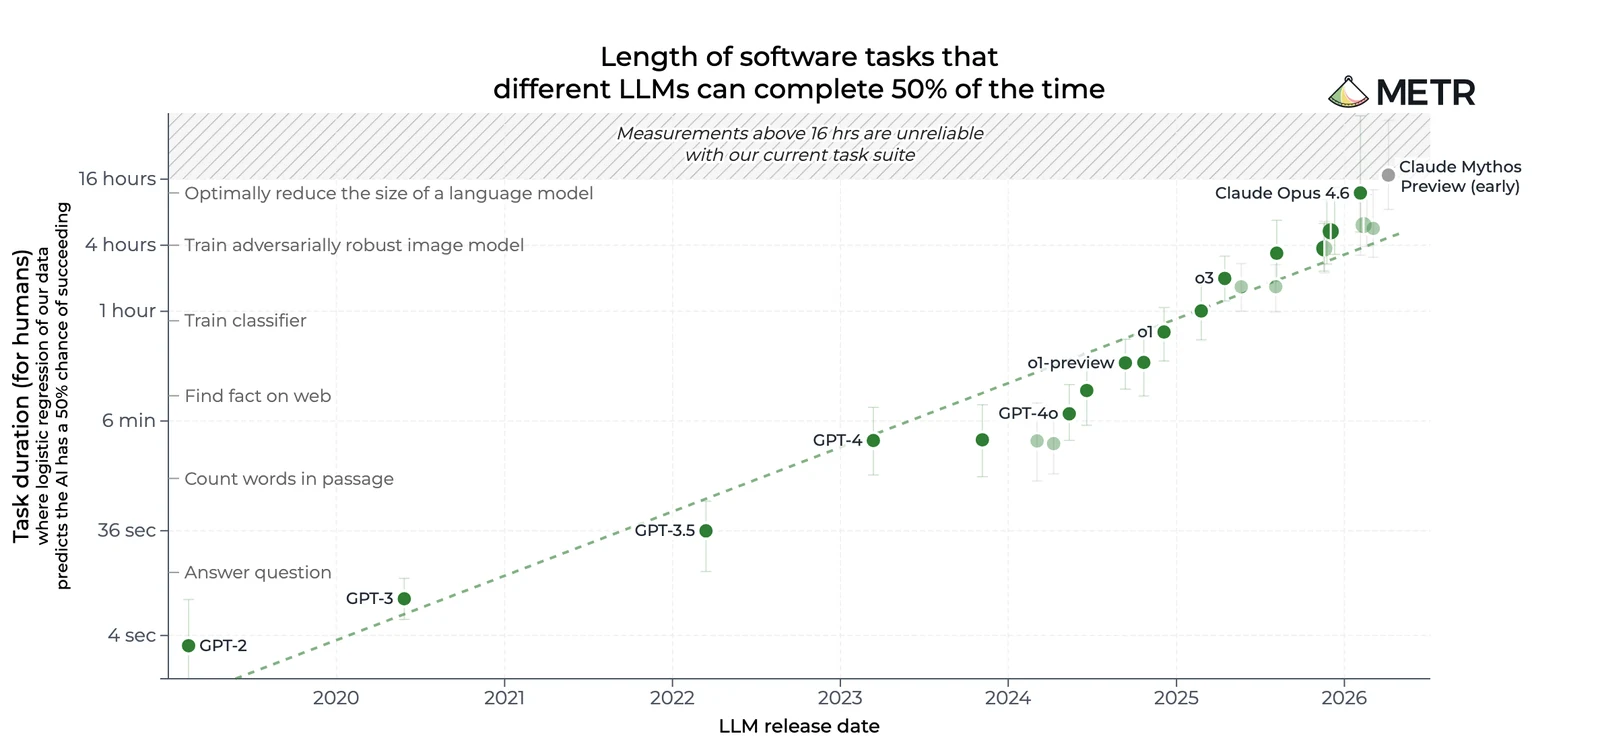 Length of software tasks that
different LLMs can complete 50% of the time
METR
Measurements above 16 hrs are unreliable
with our current task suite
Task duration (for humans)
where logistic regression of our data
predicts the AI has a 50% chance of succeeding
16 hours
4 hours
1 hour
6 min
36 sec
4 sec
Optimally reduce the size of a language model
Train adversarially robust image model
Train classifier
Find fact on web
Count words in passage
Answer question
Claude Mythos
Preview (early)
Claude Opus 4.6
o3
o1
o1-preview
GPT-4o
GPT-4
GPT-3.5
GPT-3
GPT-2
2020
2021
2022
2023
2024
2025
2026
LLM release date